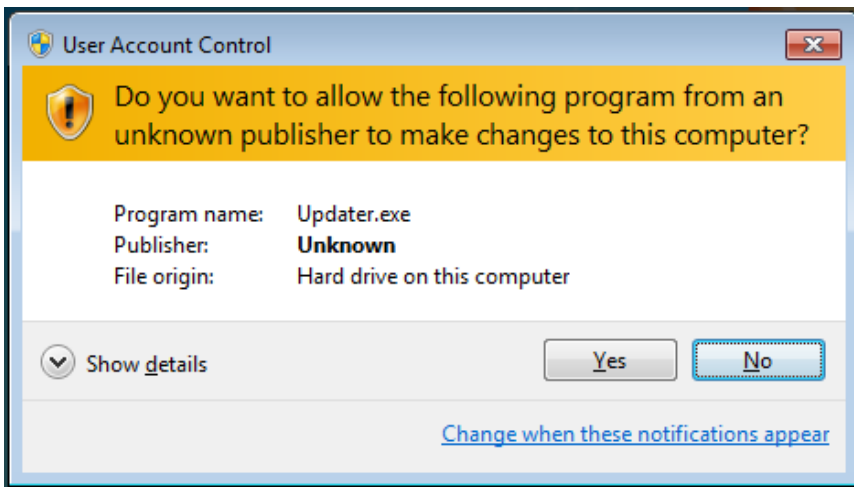 User Account Control
Do you want to allow the following program from an
unknown publisher to make changes to this computer?
Program name: Updater.exe
Publisher: Unknown
File origin: Hard drive on this computer
Show details Yes No
Change when these notifications appear